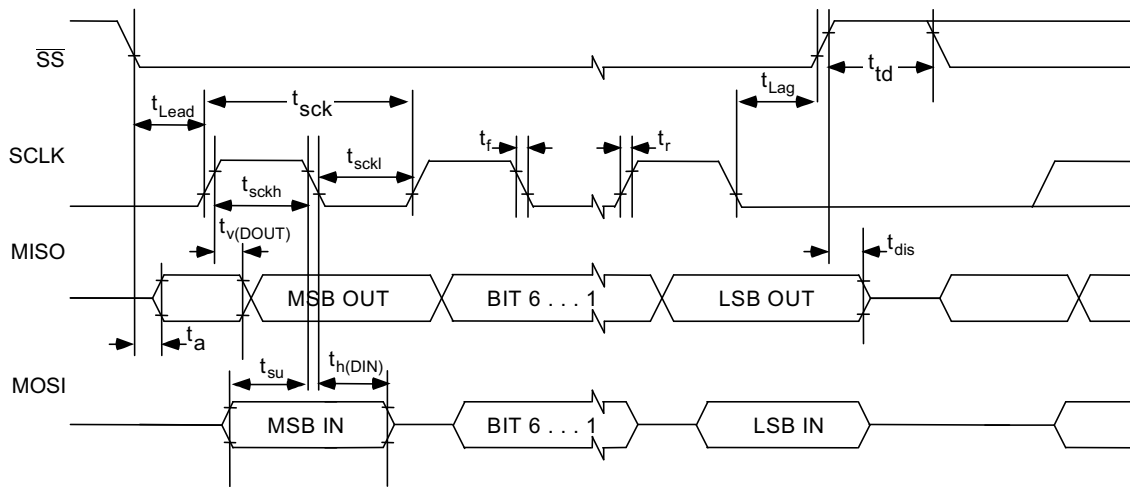 SS
t_Lead
t_sck
t_Lag
t_td
SCLK
t_sckl
t_f
t_r
t_sckh
t_v(DOUT)
MISO
t_dis
MSB OUT
BIT 6 . . . 1
LSB OUT
t_a
t_su
t_h(DIN)
MOSI
MSB IN
BIT 6 . . . 1
LSB IN